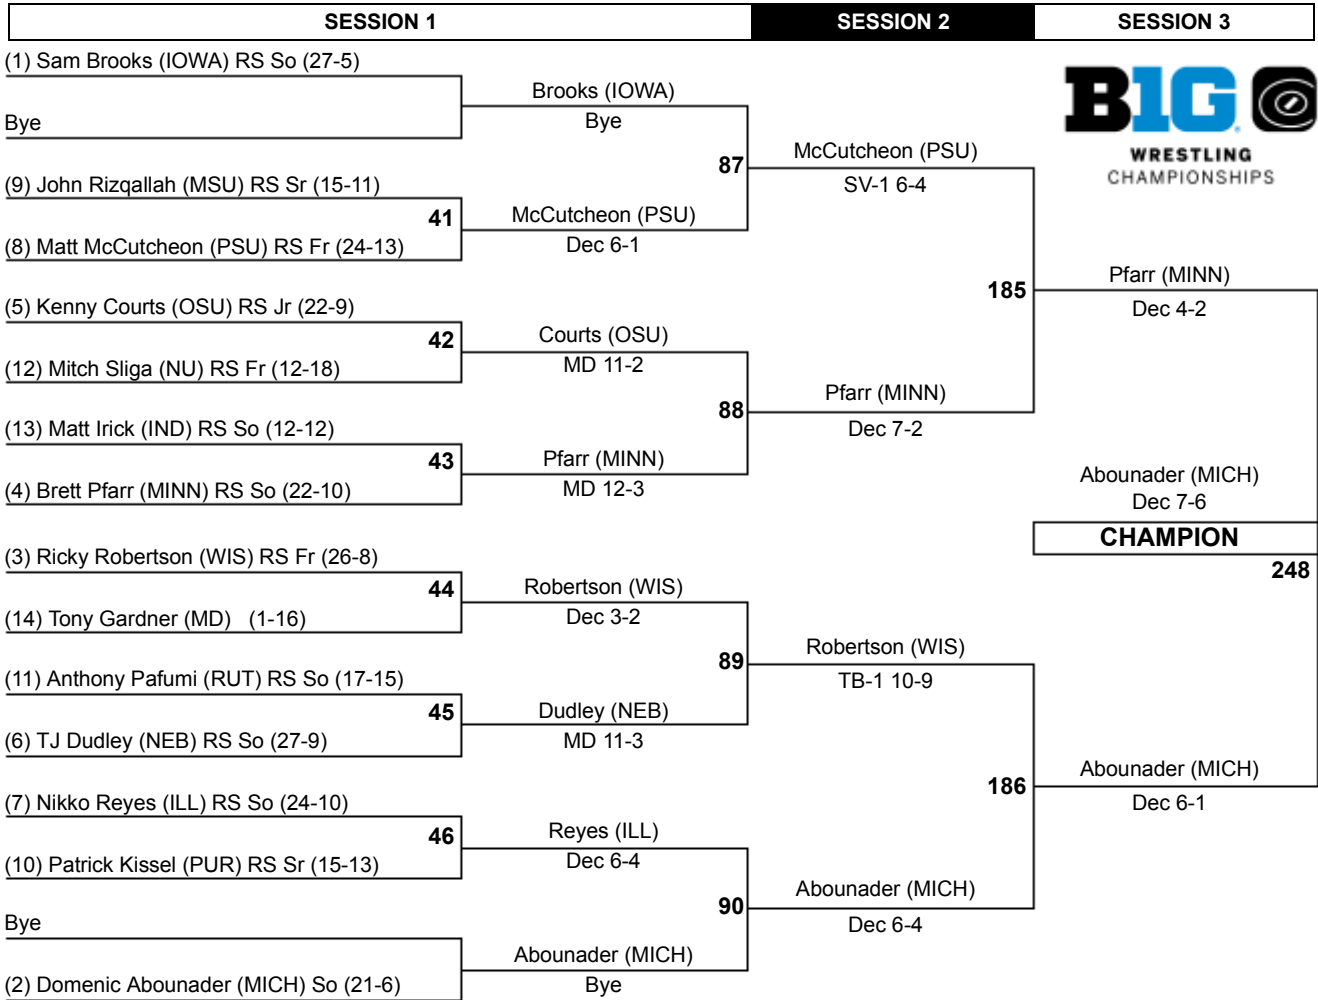 SESSION 1
SESSION 2
SESSION 3
(1) Sam Brooks (IOWA) RS So (27-5)
Bye
(9) John Rizqallah (MSU) RS Sr (15-11)
41
(8) Matt McCutcheon (PSU) RS Fr (24-13)
(5) Kenny Courts (OSU) RS Jr (22-9)
42
(12) Mitch Sliga (NU) RS Fr (12-18)
(13) Matt Irick (IND) RS So (12-12)
43
(4) Brett Pfarr (MINN) RS So (22-10)
(3) Ricky Robertson (WIS) RS Fr (26-8)
44
(14) Tony Gardner (MD) (1-16)
(11) Anthony Pafumi (RUT) RS So (17-15)
45
(6) TJ Dudley (NEB) RS So (27-9)
(7) Nikko Reyes (ILL) RS So (24-10)
46
(10) Patrick Kissel (PUR) RS Sr (15-13)
Bye
(2) Domenic Abounader (MICH) So (21-6)
Brooks (IOWA)
Bye
87
McCutcheon (PSU)
Dec 6-1
Courts (OSU)
MD 11-2
88
Pfarr (MINN)
MD 12-3
Robertson (WIS)
Dec 3-2
89
Dudley (NEB)
MD 11-3
Reyes (ILL)
Dec 6-4
90
Abounader (MICH)
Bye
McCutcheon (PSU)
SV-1 6-4
185
Pfarr (MINN)
Dec 7-2
Robertson (WIS)
TB-1 10-9
186
Abounader (MICH)
Dec 6-4
B1G
WRESTLING
CHAMPIONSHIPS
Pfarr (MINN)
Dec 4-2
Abounader (MICH)
Dec 7-6
CHAMPION
248
Abounader (MICH)
Dec 6-1